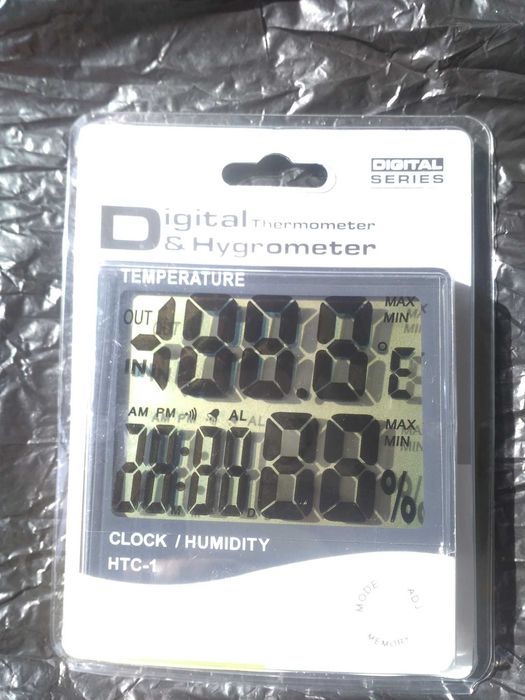 DIGITAL
SERIES
Digital Thermometer
& Hygrometer
TEMPERATURE
OUT
MAX
MIN
IN
AM PM AL
MAX
MIN
%
CLOCK / HUMIDITY
HTC-1
MODE ADJ
MEMORY